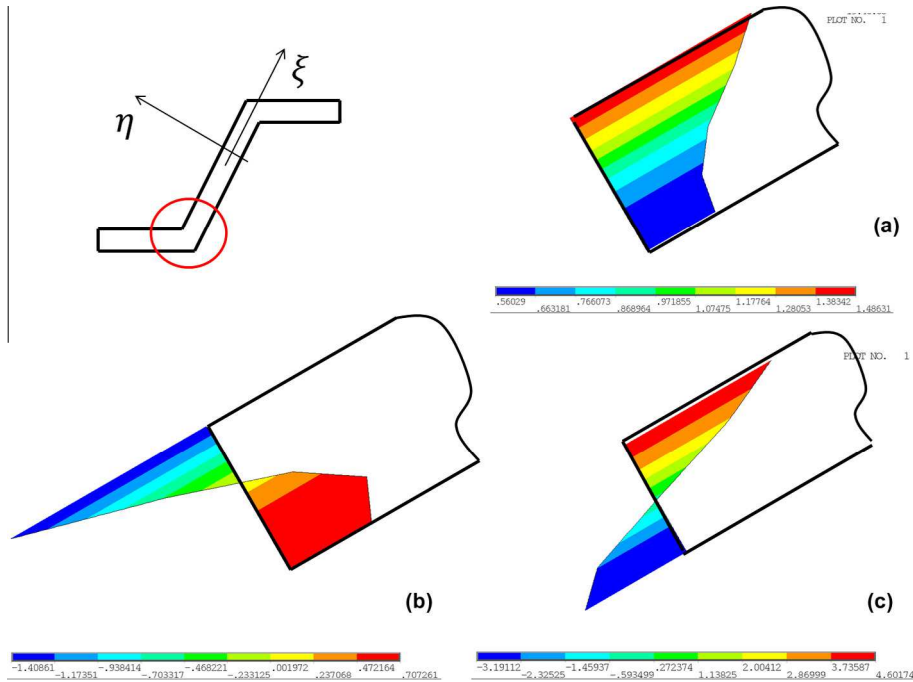 PLOT NO. 1
ξ
η
(a)
.56029 .766073 .971855 1.17764 1.38342
.663181 .868964 1.07475 1.28053 1.48631
PLOT NO. 1
(b)
(c)
-1.40861 -.938414 -.468221 .001972 .472164
-1.17351 -.703317 -.233125 .237068 .707261
-3.19112 -1.45937 .272374 2.00412 3.73587
-2.32525 -.593499 1.13825 2.86999 4.60174